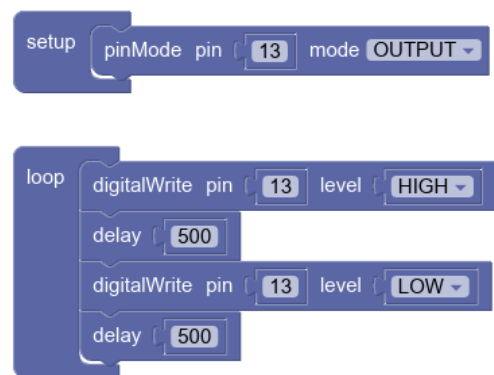 setup pinMode pin 13 mode OUTPUT
loop digitalWrite pin 13 level HIGH
delay 500
digitalWrite pin 13 level LOW
delay 500